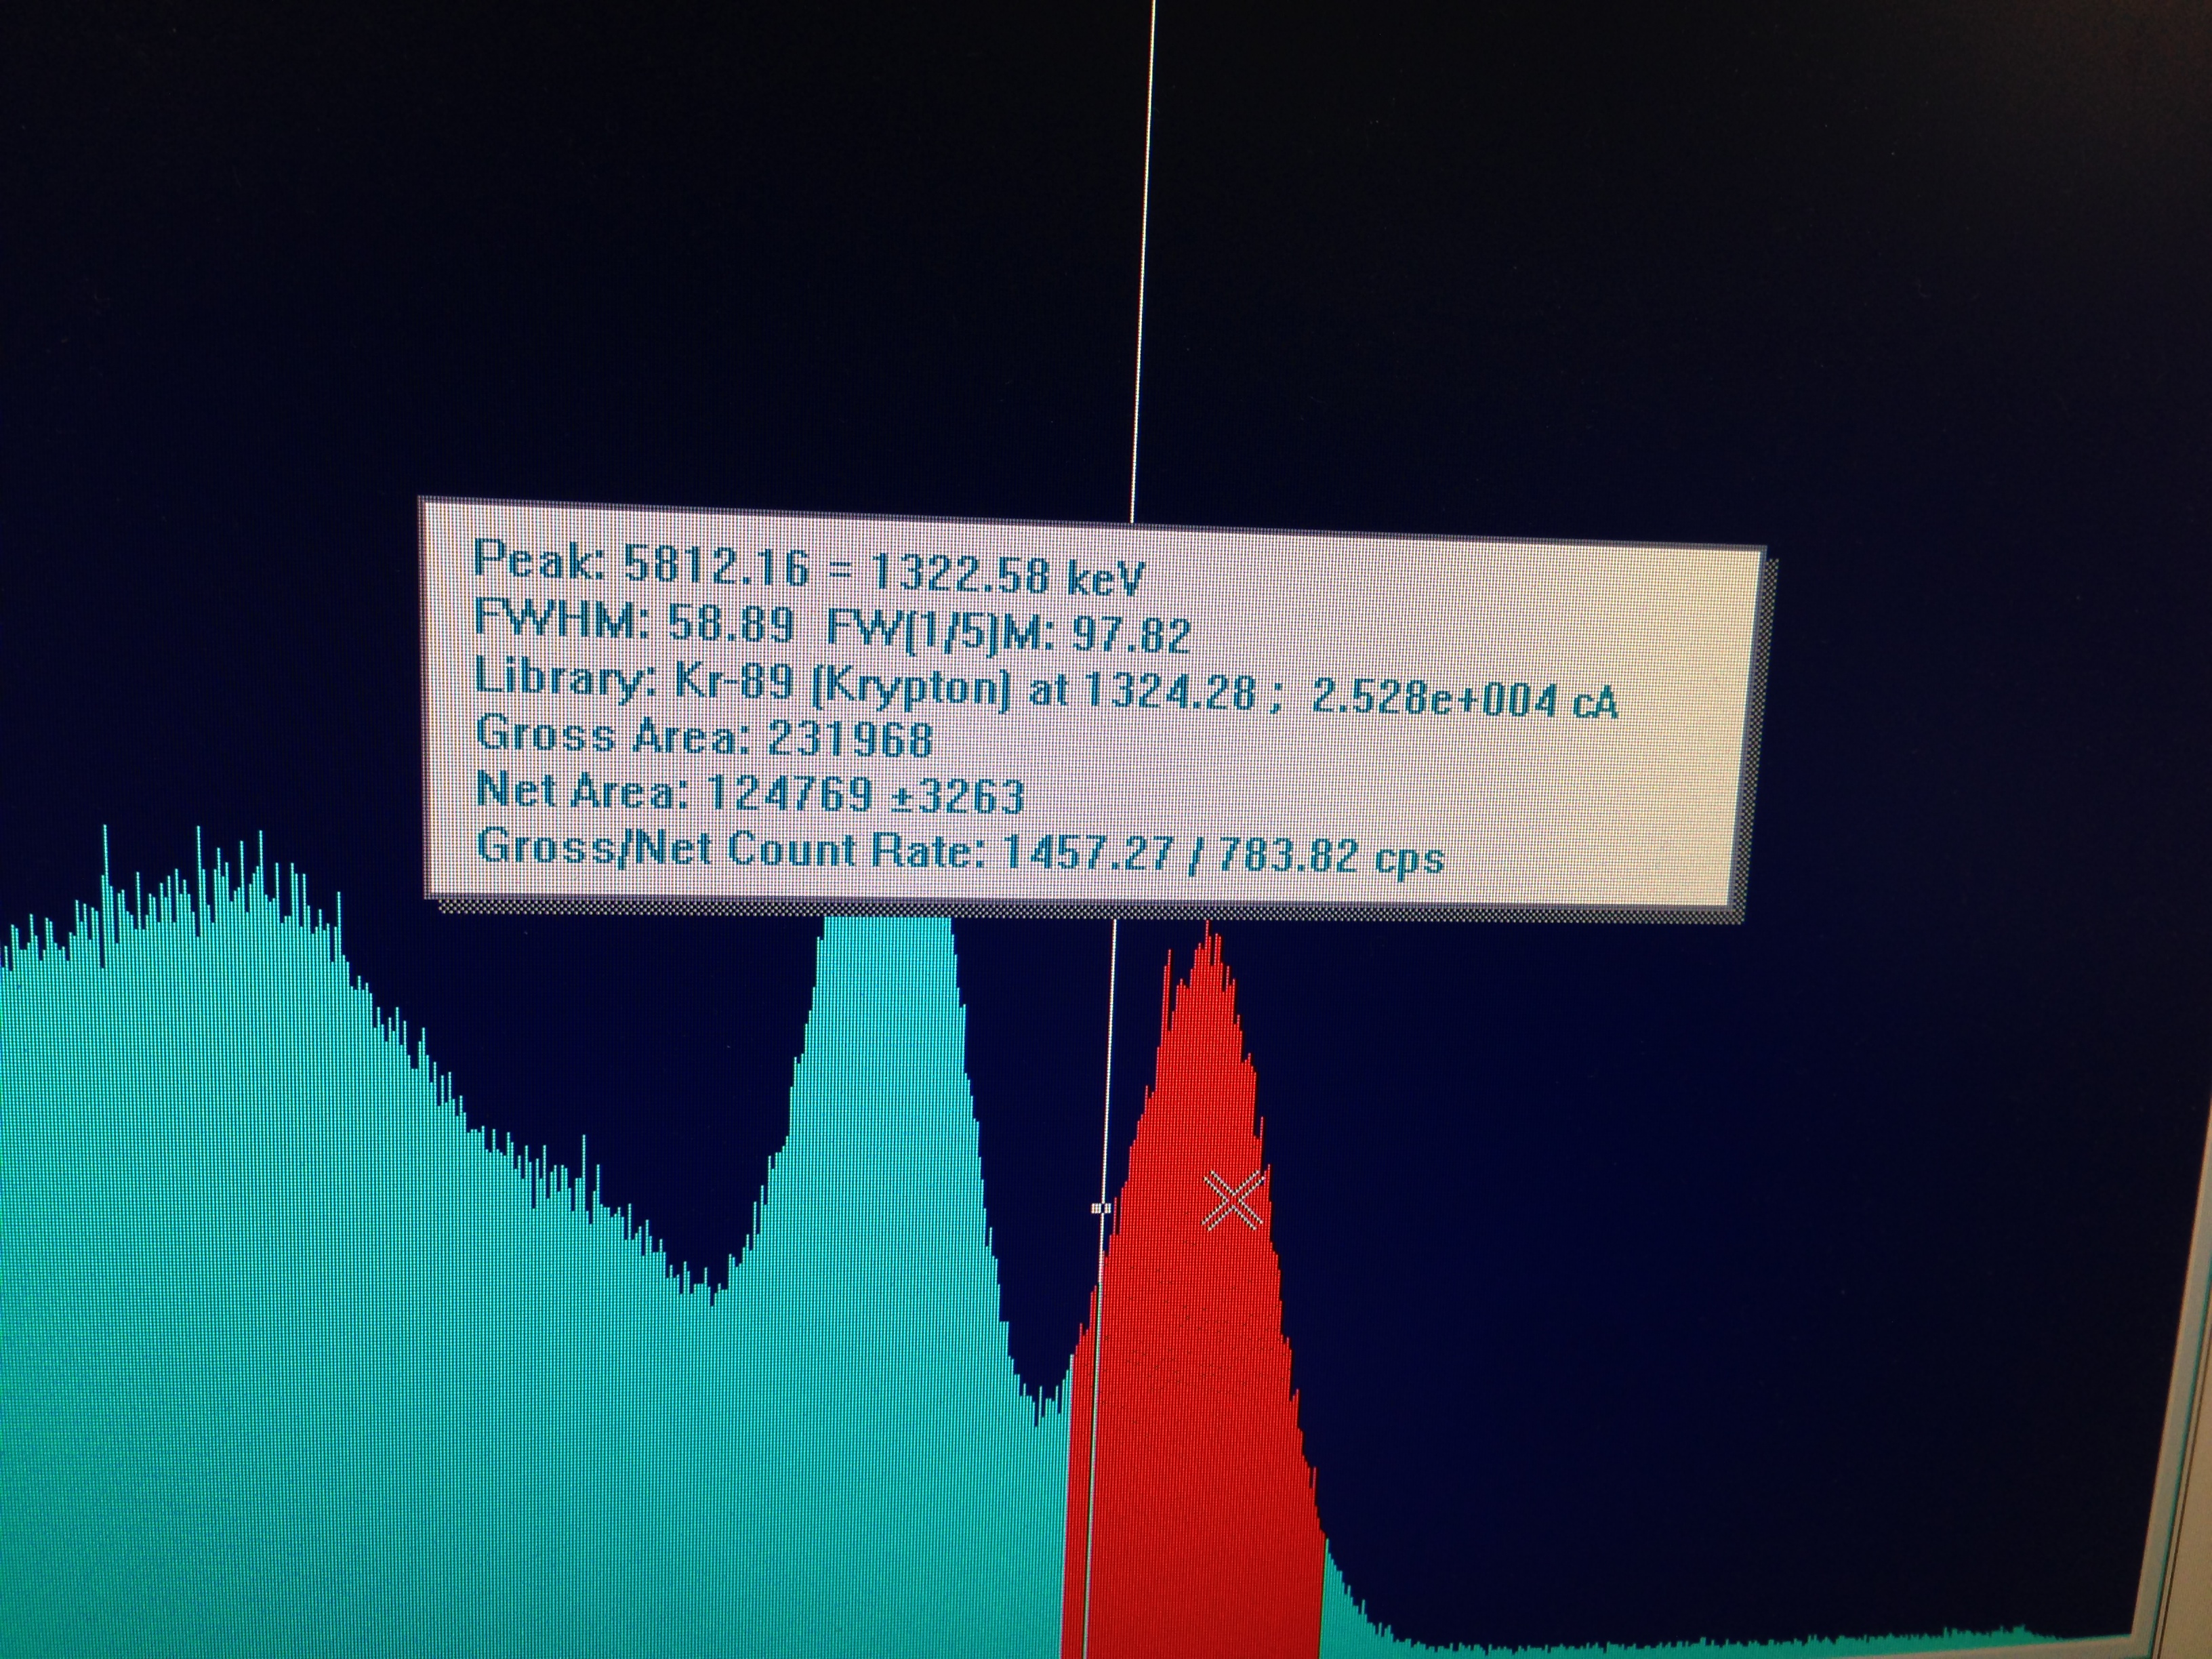 Peak: 5812.16 = 1322.58 keV
FWHM: 58.89 FW(1/5)M: 97.82
Library: Kr-89 (Krypton) at 1324.28 ; 2.528e+004 cA
Gross Area: 231968
Net Area: 124769 ±3263
Gross/Net Count Rate: 1457.27 / 783.82 cps